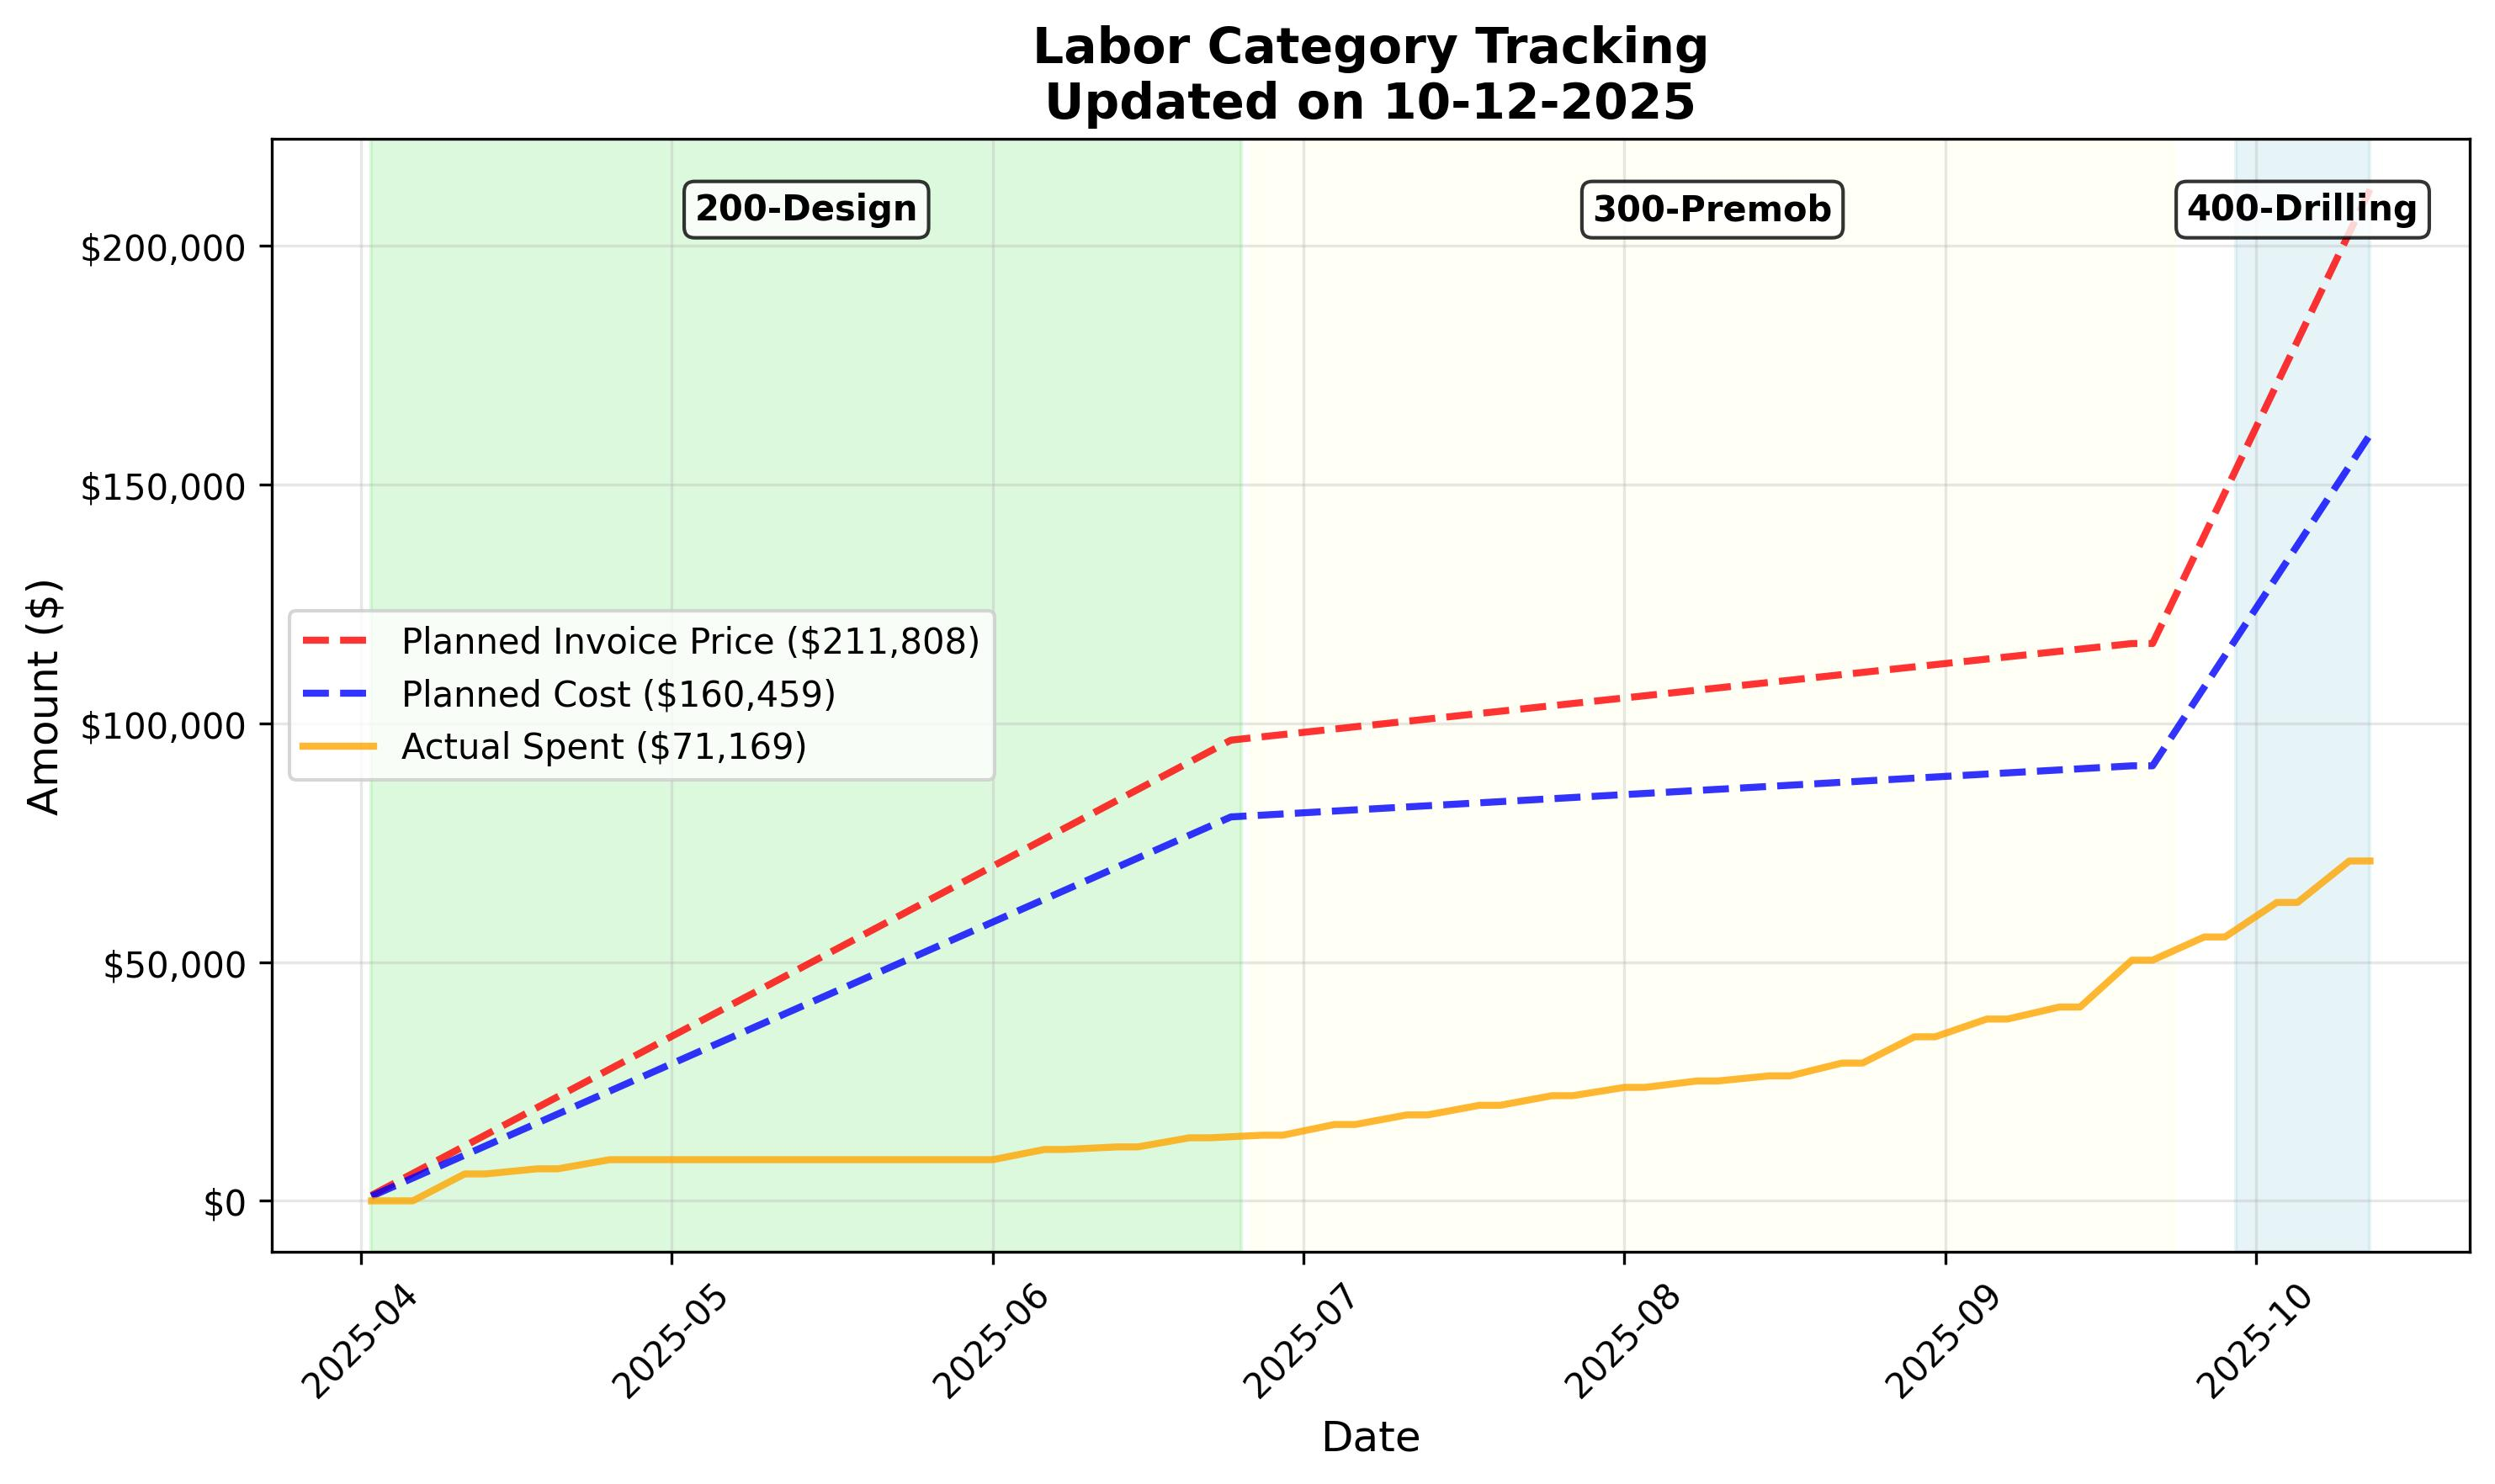 Labor Category Tracking
Updated on 10-12-2025
200-Design
300-Premob
400-Drilling
$200,000
$150,000
$100,000
$50,000
$0
Amount ($)
Planned Invoice Price ($211,808)
Planned Cost ($160,459)
Actual Spent ($71,169)
2025-04
2025-05
2025-06
2025-07
2025-08
2025-09
2025-10
Date